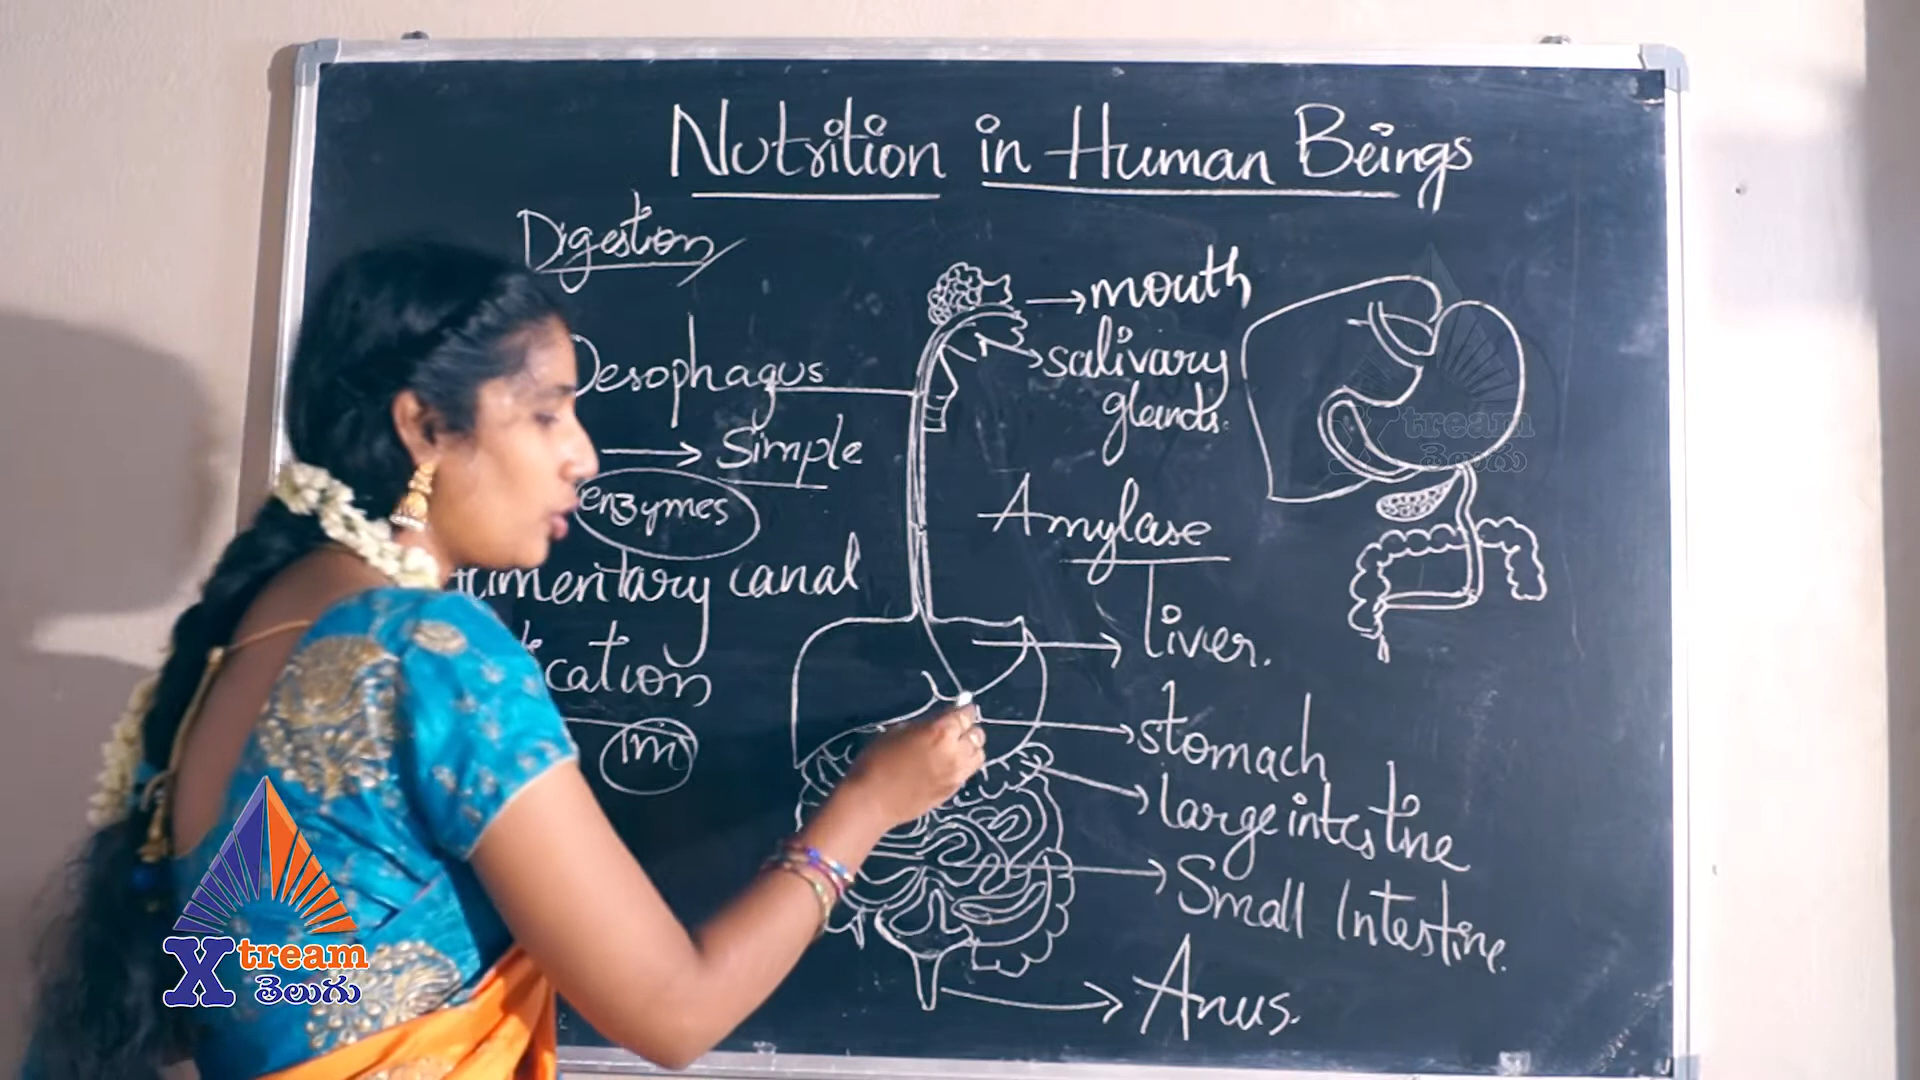 Nutrition in Human Beings
Digestion
mouth
Oesophagus
salivary
glands.
Simple
enzymes
Amylase
canal
liver.
stomach
large intestine
Small Intestine.
Anus.
Xtream
తెలుగు
Xtream
తెలుగు